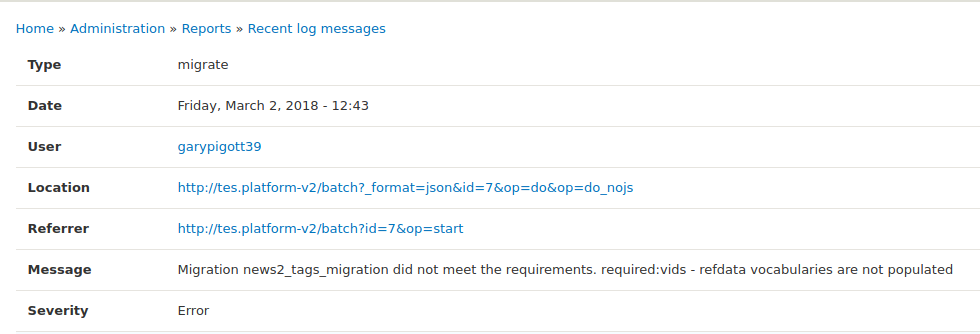 Home » Administration » Reports » Recent log messages
Type migrate
Date Friday, March 2, 2018 - 12:43
User garypigott39
Location http://tes.platform-v2/batch?_format=json&id=7&op=do&op=do_nojs
Referrer http://tes.platform-v2/batch?id=7&op=start
Message Migration news2_tags_migration did not meet the requirements. required:vids - refdata vocabularies are not populated
Severity Error